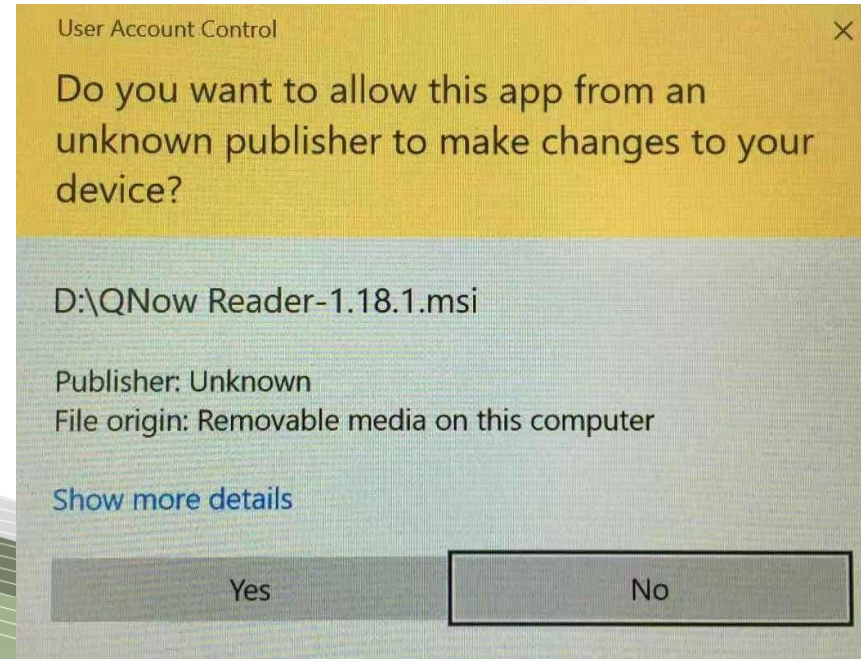 User Account Control
Do you want to allow this app from an
unknown publisher to make changes to your
device?
D:\QNow Reader-1.18.1.msi
Publisher: Unknown
File origin: Removable media on this computer
Show more details
Yes
No